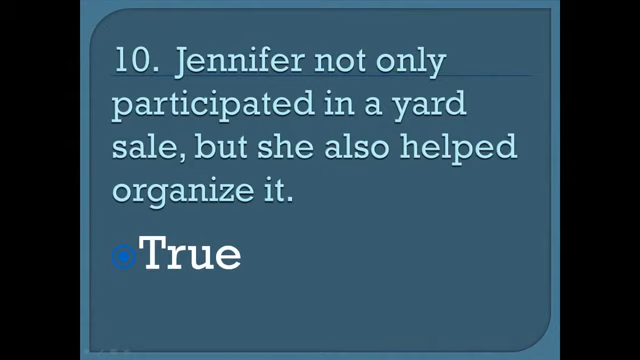 10. Jennifer not only
participated in a yard
sale, but she also helped
organize it.
True